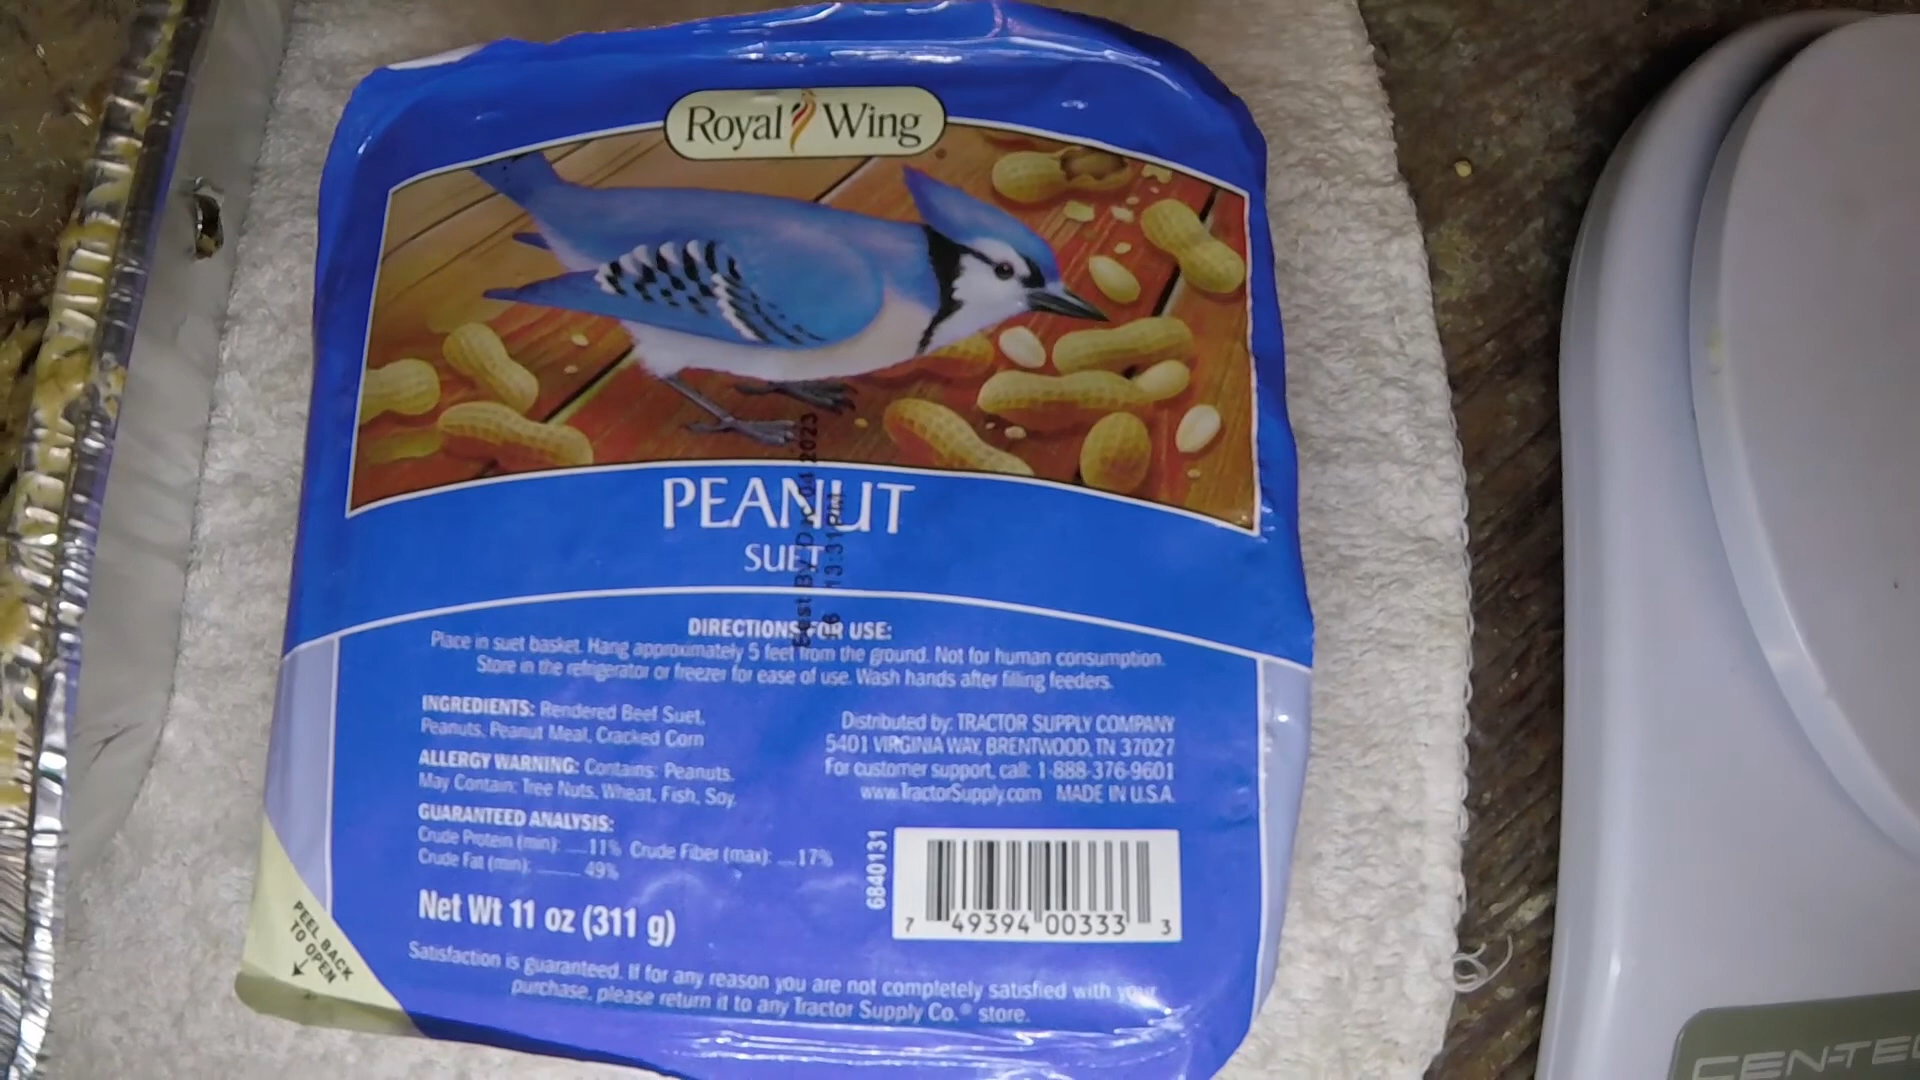 Royal Wing
PEANUT
SUET
DIRECTIONS FOR USE:
Place in suet basket. Hang approximately 5 feet from the ground. Not for human consumption.
Store in the refrigerator or freezer for ease of use. Wash hands after filling feeders.
INGREDIENTS: Rendered Beef Suet,
Peanuts, Peanut Meal, Cracked Corn
ALLERGY WARNING: Contains: Peanuts.
May Contain: Tree Nuts, Wheat, Fish, Soy.
GUARANTEED ANALYSIS:
Crude Protein (min): 11% Crude Fiber (max): 17%
Crude Fat (min): 49%
Net Wt 11 oz (311 g)
Distributed by: TRACTOR SUPPLY COMPANY
5401 VIRGINIA WAY, BRENTWOOD, TN 37027
For customer support, call: 1-888-376-9601
www.TractorSupply.com MADE IN U.S.A.
6840131
7 49394 00333 3
Satisfaction is guaranteed. If for any reason you are not completely satisfied with your
purchase, please return it to any Tractor Supply Co.® store.
PEEL BACK
TO OPEN
Best By 04 2023
13:31
CEN-TE